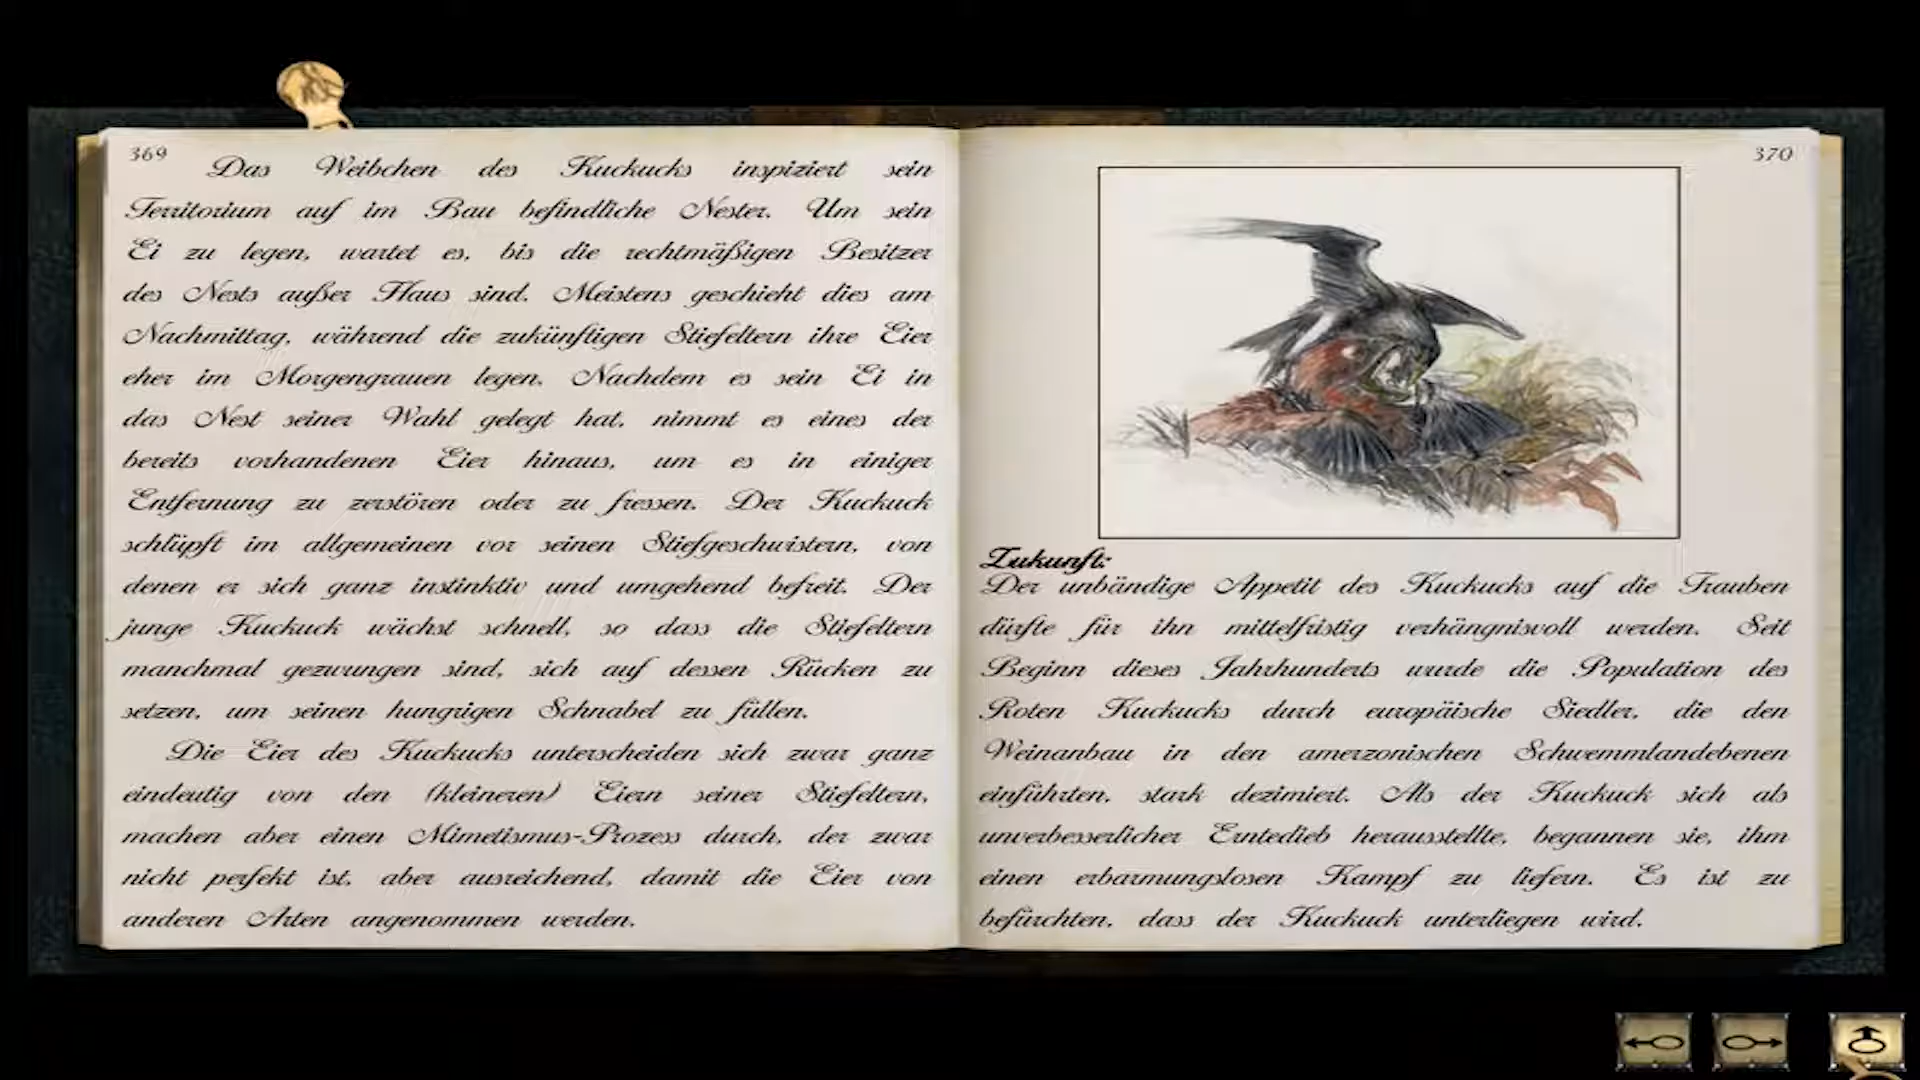 369
Das Weibchen des Kuckucks inspiziert sein
Territorium auf im Bau befindliche Nester. Um sein
Ei zu legen, wartet es, bis die rechtmäßigen Besitzer
des Nests außer Haus sind. Meistens geschieht dies am
Nachmittag, während die zukünftigen Stiefeltern ihre Eier
eher im Morgengrauen legen. Nachdem es sein Ei in
das Nest seiner Wahl gelegt hat, nimmt es eines der
bereits vorhandenen Eier hinaus, um es in einiger
Entfernung zu zerstören oder zu fressen. Der Kuckuck
schlüpft im allgemeinen vor seinen Stiefgeschwistern, von
denen er sich ganz instinktiv und umgehend befreit. Der
junge Kuckuck wächst schnell, so dass die Stiefeltern
manchmal gezwungen sind, sich auf dessen Rücken zu
setzen, um seinen hungrigen Schnabel zu füllen.
Die Eier des Kuckucks unterscheiden sich zwar ganz
eindeutig von den (kleineren) Eiern seiner Stiefeltern,
machen aber einen Mimetismus-Prozess durch, der zwar
nicht perfekt ist, aber ausreichend, damit die Eier von
anderen Arten angenommen werden.
370
Zukunft:
Der unbändige Appetit des Kuckucks auf die Trauben
dürfte für ihn mittelfristig verhängnisvoll werden. Seit
Beginn dieses Jahrhunderts wurde die Population des
Roten Kuckucks durch europäische Siedler, die den
Weinanbau in den amerzonischen Schwemmlandebenen
einführten, stark dezimiert. Als der Kuckuck sich als
unverbesserlicher Erntedieb herausstellte, begannen sie, ihm
einen erbarmungslosen Kampf zu liefern. Es ist zu
befürchten, dass der Kuckuck unterliegen wird.